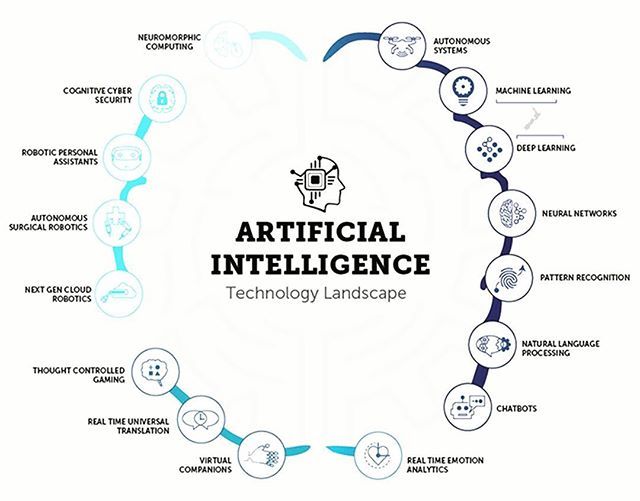 ARTIFICIAL
INTELLIGENCE
Technology Landscape
AUTONOMOUS
SYSTEMS
MACHINE LEARNING
DEEP LEARNING
NEURAL NETWORKS
PATTERN RECOGNITION
NATURAL LANGUAGE
PROCESSING
CHATBOTS
REAL TIME EMOTION
ANALYTICS
VIRTUAL
COMPANIONS
REAL TIME UNIVERSAL
TRANSLATION
THOUGHT CONTROLLED
GAMING
NEXT GEN CLOUD
ROBOTICS
AUTONOMOUS
SURGICAL ROBOTICS
ROBOTIC PERSONAL
ASSISTANTS
COGNITIVE CYBER
SECURITY
NEUROMORPHIC
COMPUTING